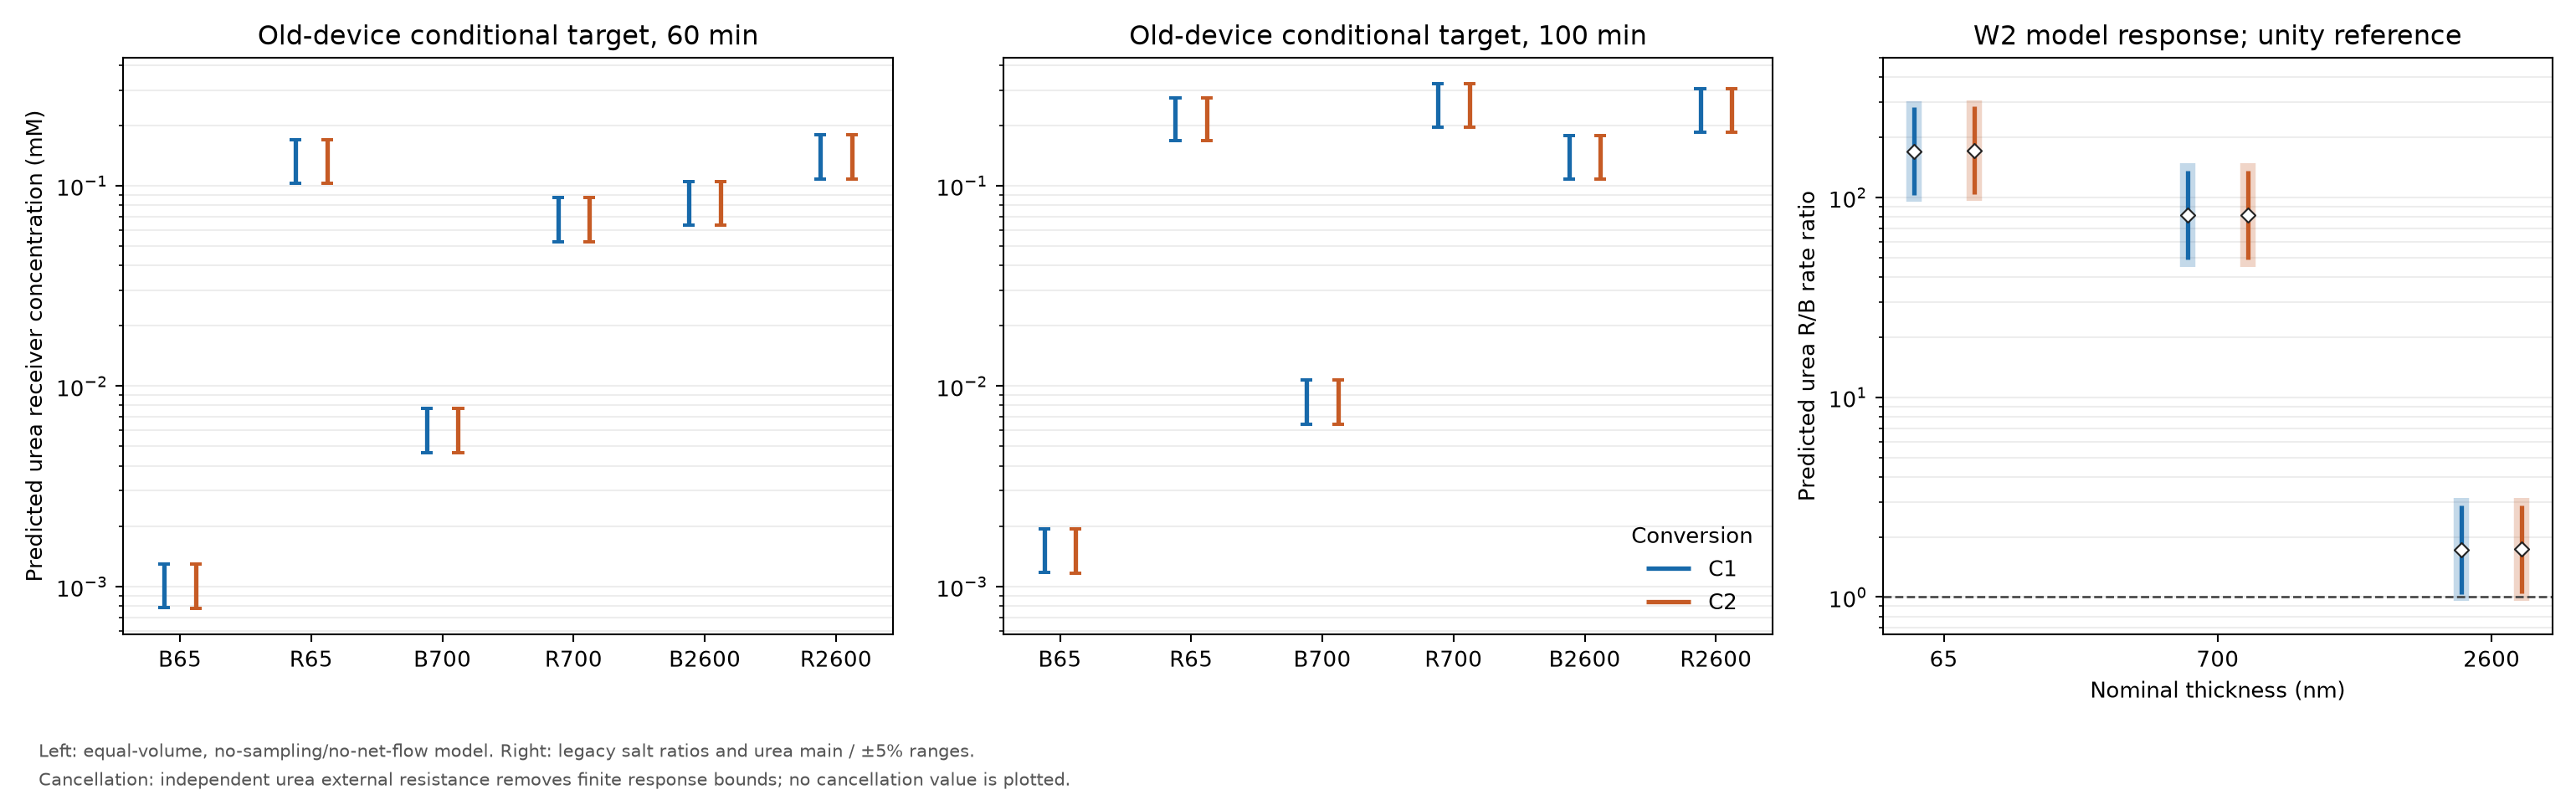 Old-device conditional target, 60 min
Predicted urea receiver concentration (mM)
10⁻¹
10⁻²
10⁻³
B65 R65 B700 R700 B2600 R2600
Old-device conditional target, 100 min
10⁻¹
10⁻²
10⁻³
Conversion
C1
C2
B65 R65 B700 R700 B2600 R2600
W2 model response; unity reference
Predicted urea R/B rate ratio
10²
10¹
10⁰
65 700 2600
Nominal thickness (nm)
Left: equal-volume, no-sampling/no-net-flow model. Right: legacy salt ratios and urea main / ±5% ranges.
Cancellation: independent urea external resistance removes finite response bounds; no cancellation value is plotted.